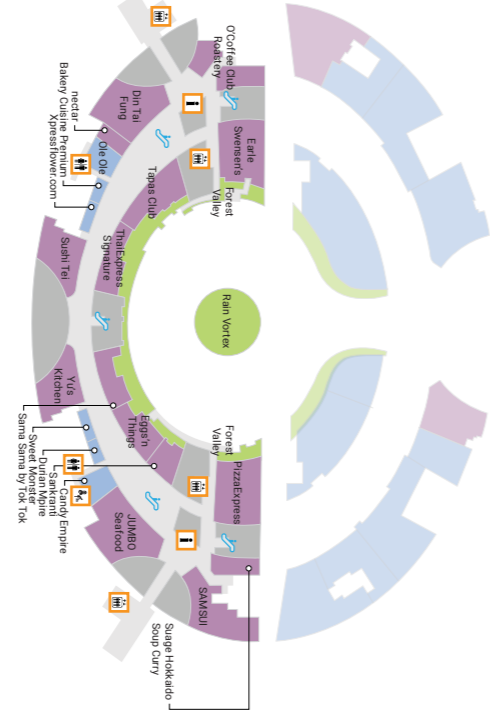 O'Coffee Club
Roastery
Earle
Swensen's
Din Tai
Fung
nectar
Ole Ole
Bakery Cuisine Premium
Xpressflower.com
Tapas Club
Forest
Valley
ThaiExpress
Signature
Sushi Tei
Rain Vortex
Yu's
Kitchen
Eggs'n
Things
Forest
Valley
PizzaExpress
Sama Sama by Tok Tok
Sweet Monster
Durian Mpire
Sankranti
Candy Empire
JUMBO
Seafood
SAMSUI
Suage Hokkaido
Soup Curry